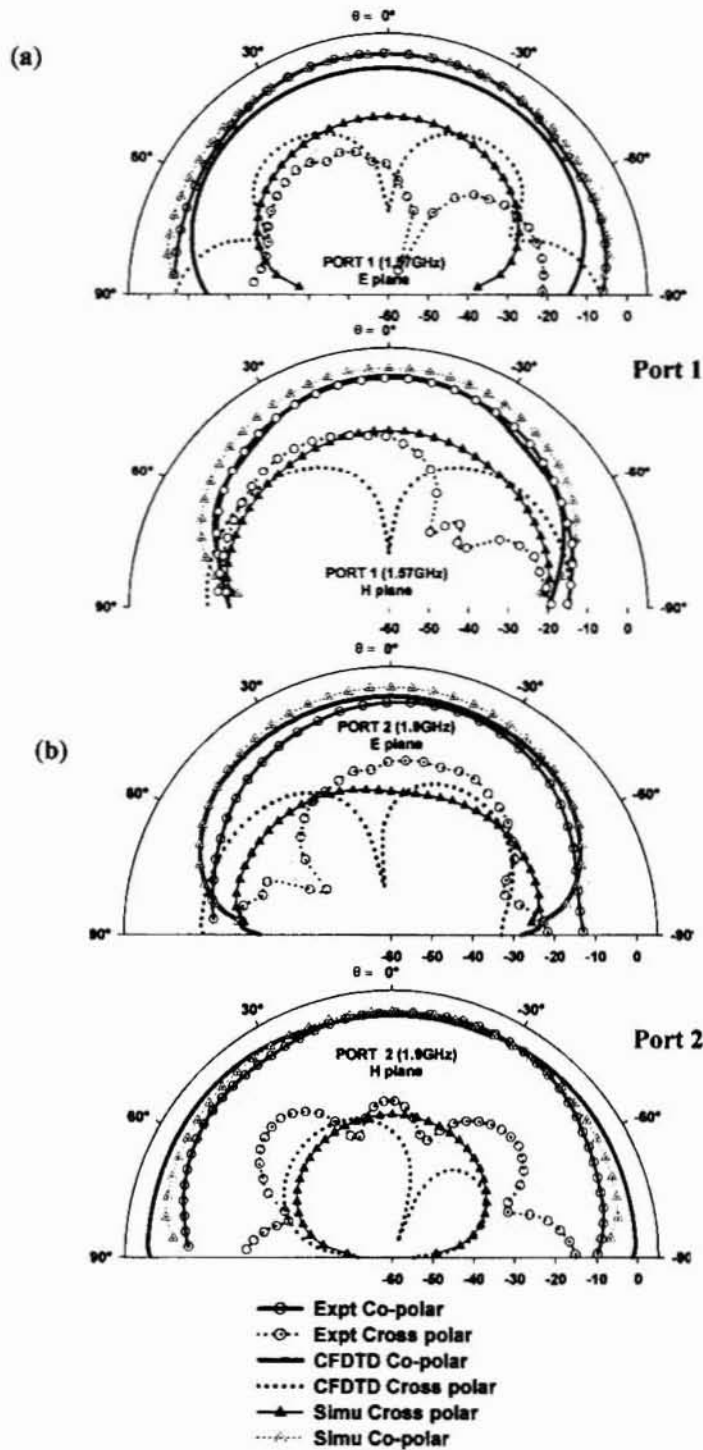 (a)
θ = 0°
30° -30°
60° -60°
PORT 1 (1.57GHz)
E plane
90° -90°
-60 -50 -40 -30 -20 -10 0
θ = 0°
Port 1
30° -30°
60° -60°
PORT 1 (1.57GHz)
H plane
90° -90°
-60 -50 -40 -30 -20 -10 0
θ = 0°
(b)
30° -30°
PORT 2 (1.9GHz)
E plane
60° -60°
90° -90°
-60 -50 -40 -30 -20 -10 0
θ = 0°
30° -30°
Port 2
PORT 2 (1.9GHz)
H plane
60° -60°
90° -90
-60 -50 -40 -30 -20 -10 0
Expt Co-polar
Expt Cross polar
CFDTD Co-polar
CFDTD Cross polar
Simu Cross polar
Simu Co-polar